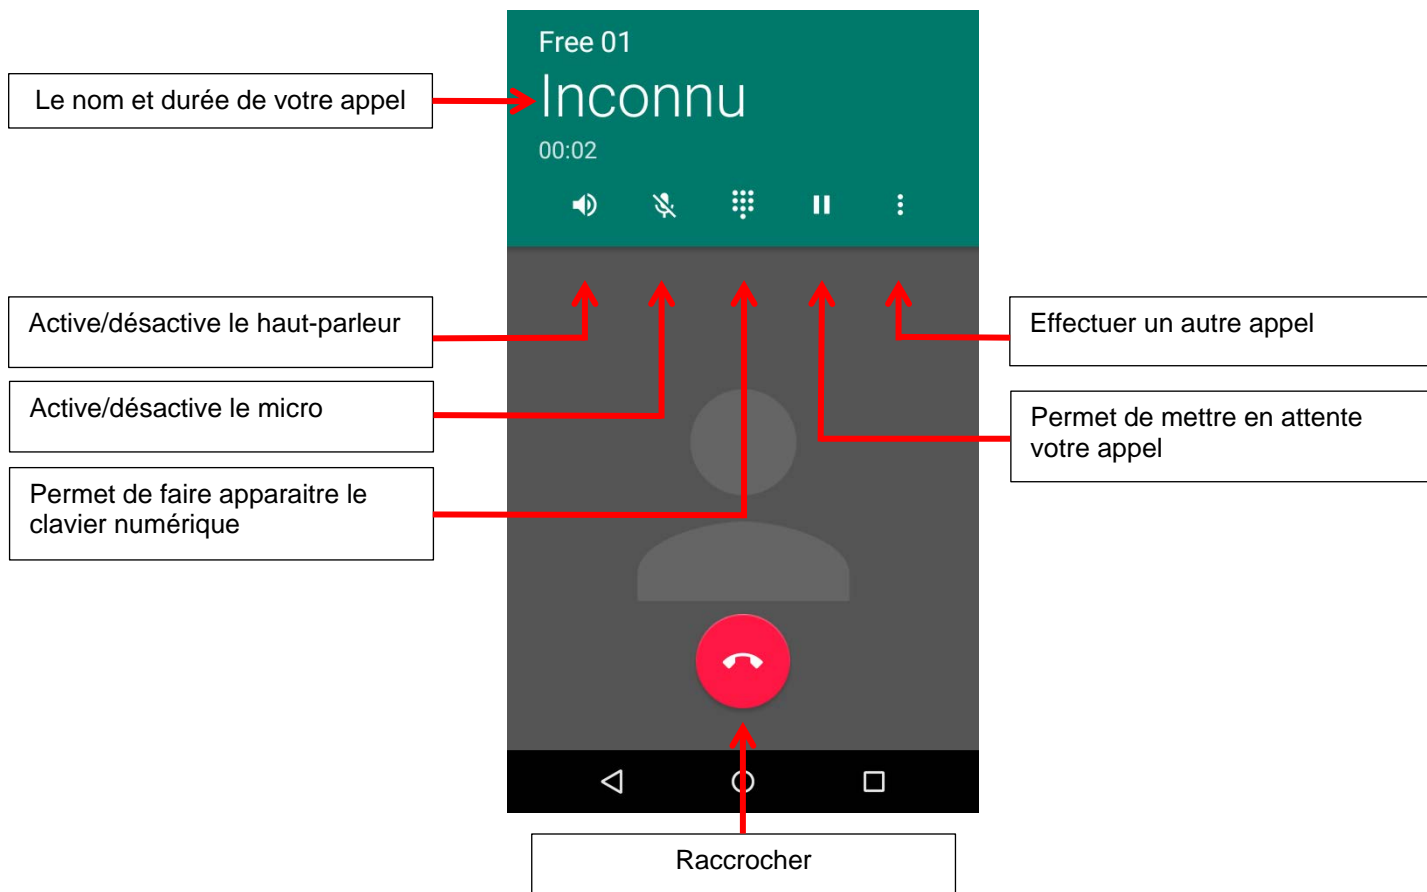 Free 01
Inconnu
00:02
Le nom et durée de votre appel
Active/désactive le haut-parleur
Active/désactive le micro
Permet de faire apparaitre le
clavier numérique
Effectuer un autre appel
Permet de mettre en attente
votre appel
Raccrocher